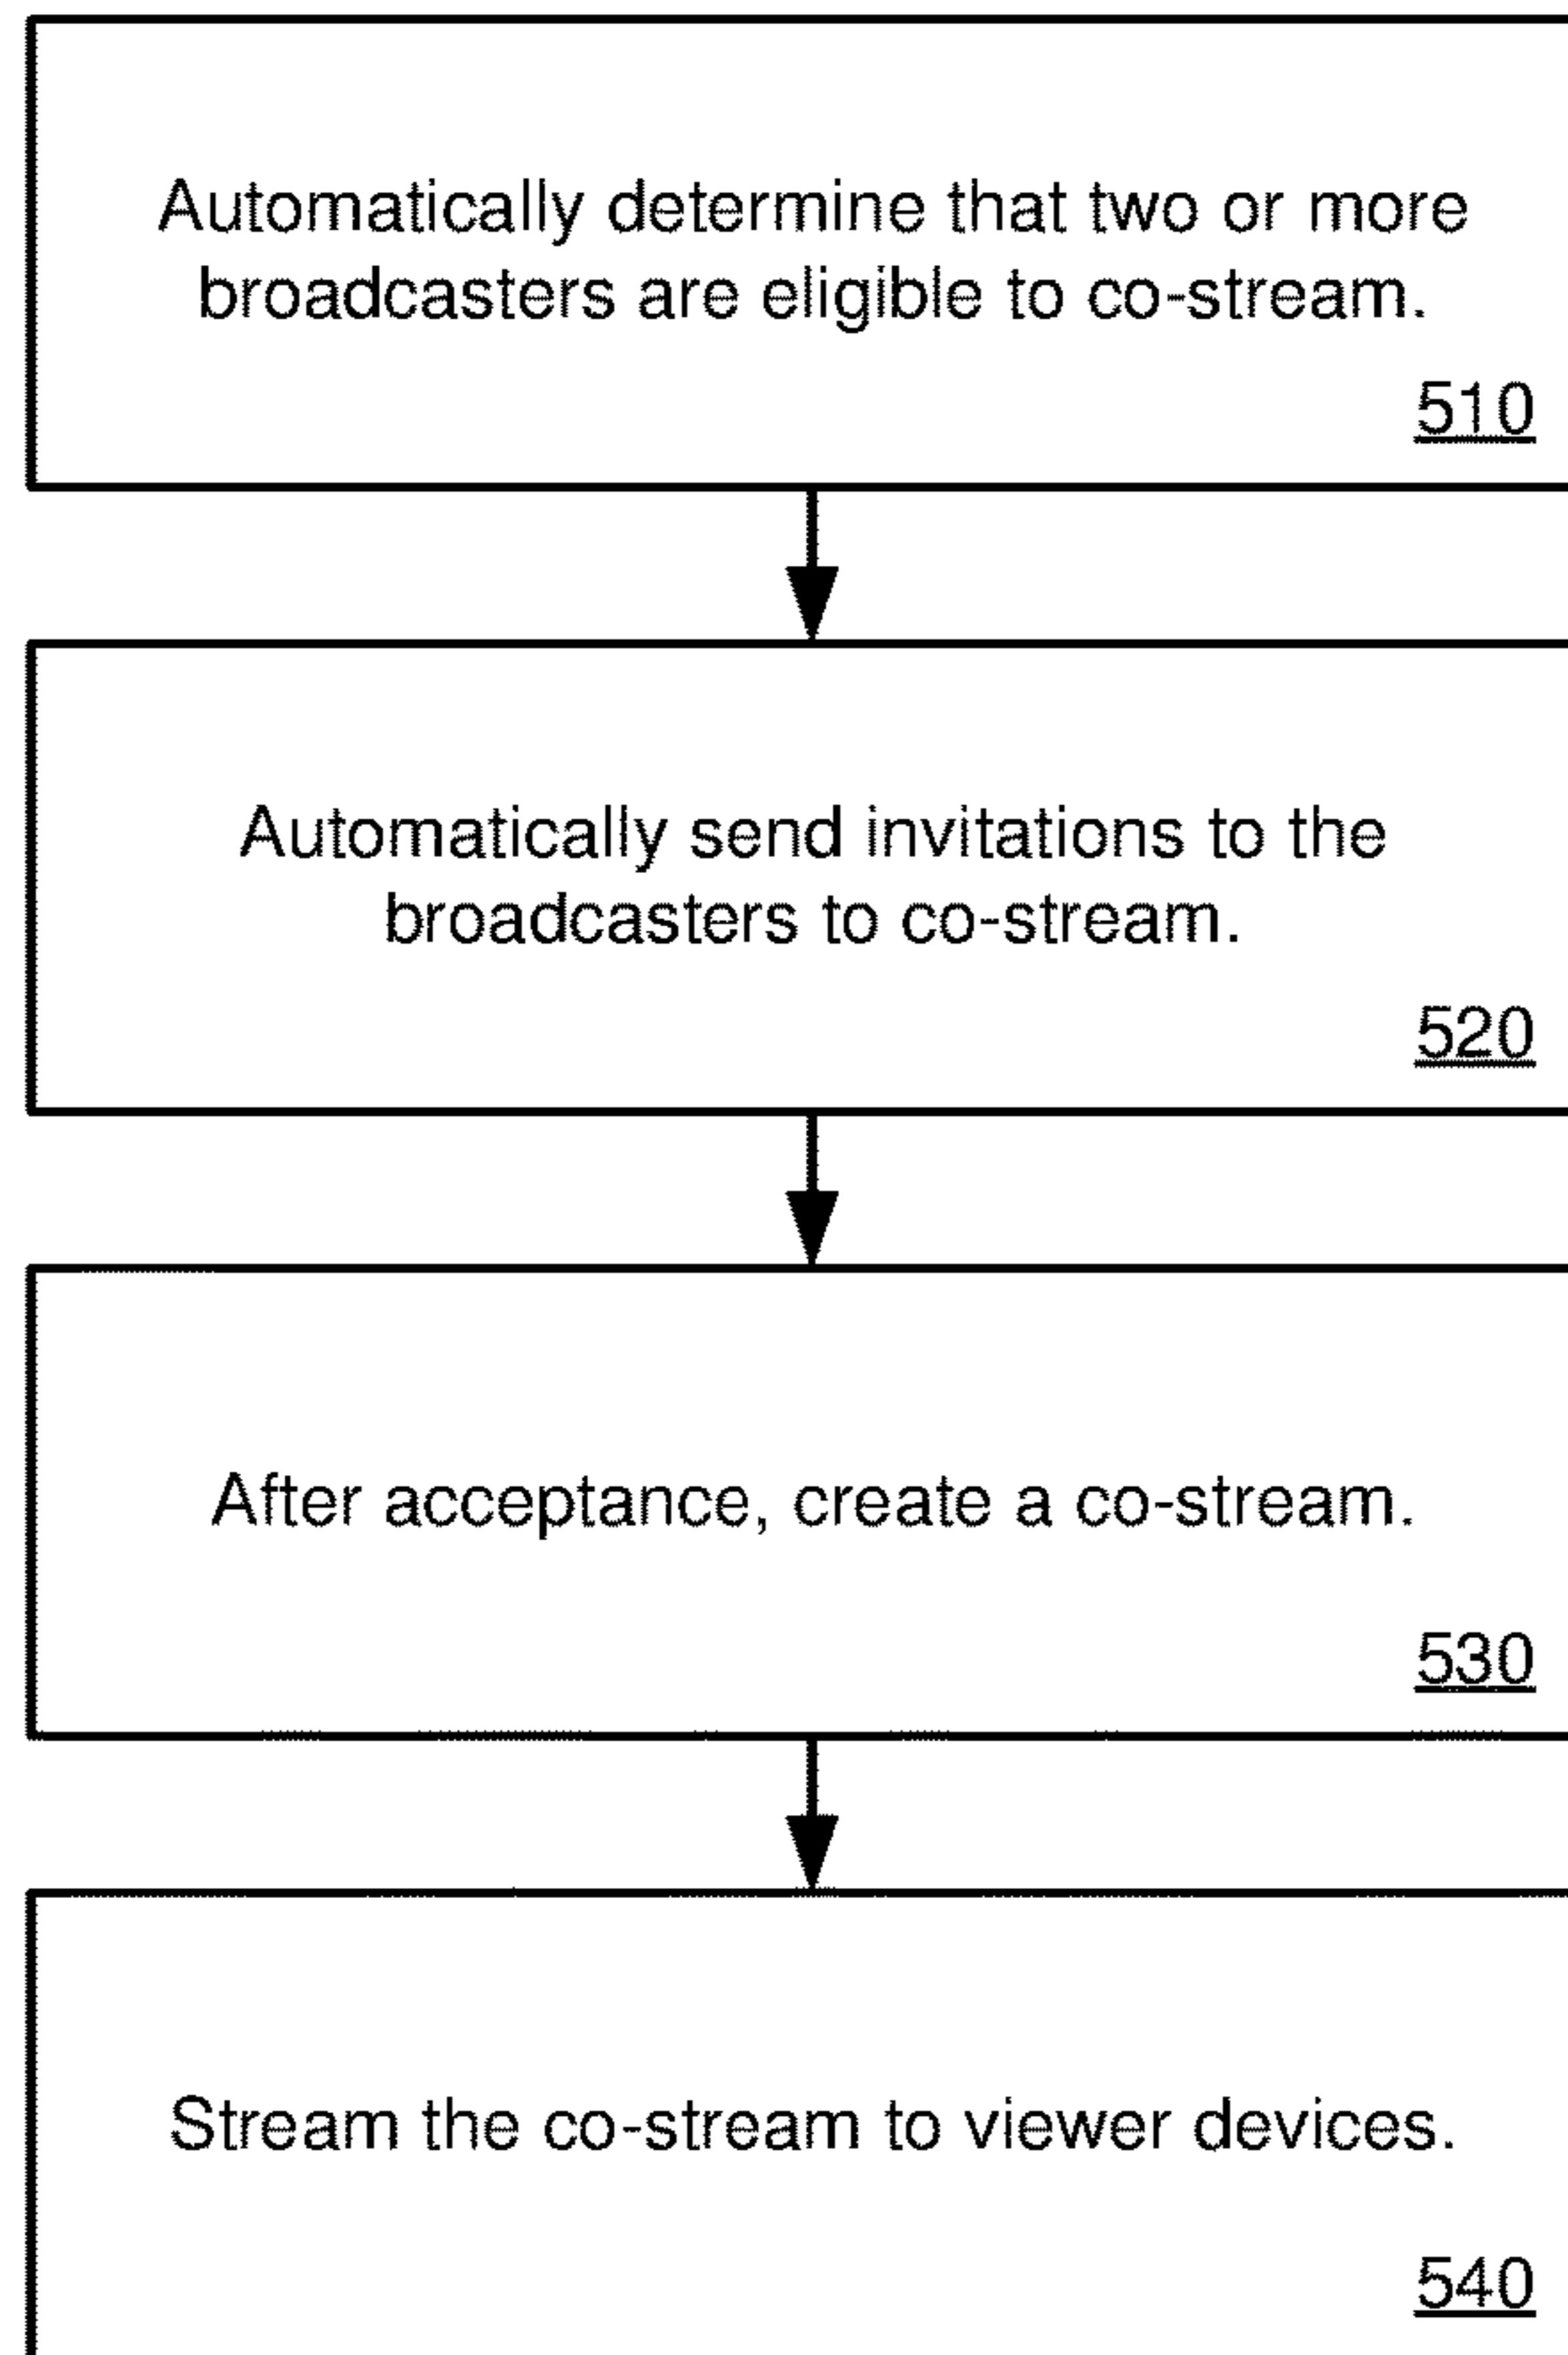 Automatically determine that two or more
broadcasters are eligible to co-stream.
510
Automatically send invitations to the
broadcasters to co-stream.
520
After acceptance, create a co-stream.
530
Stream the co-stream to viewer devices.
540